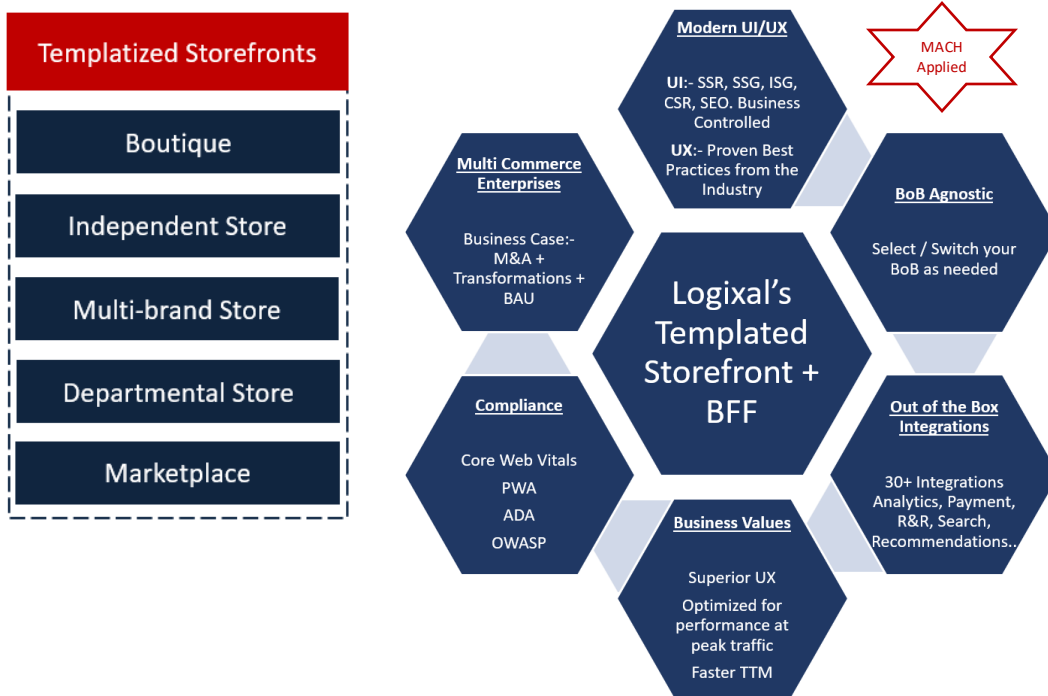 Templatized Storefronts
Boutique
Independent Store
Multi-brand Store
Departmental Store
Marketplace
MACH
Applied
Modern UI/UX
UI:- SSR, SSG, ISG,
CSR, SEO. Business
Controlled
UX:- Proven Best
Practices from the
Industry
BoB Agnostic
Select / Switch your
BoB as needed
Out of the Box
Integrations
30+ Integrations
Analytics, Payment,
R&R, Search,
Recommendations..
Business Values
Superior UX
Optimized for
performance at
peak traffic
Faster TTM
Compliance
Core Web Vitals
PWA
ADA
OWASP
Multi Commerce
Enterprises
Business Case:-
M&A +
Transformations +
BAU
Logixal’s
Templated
Storefront +
BFF